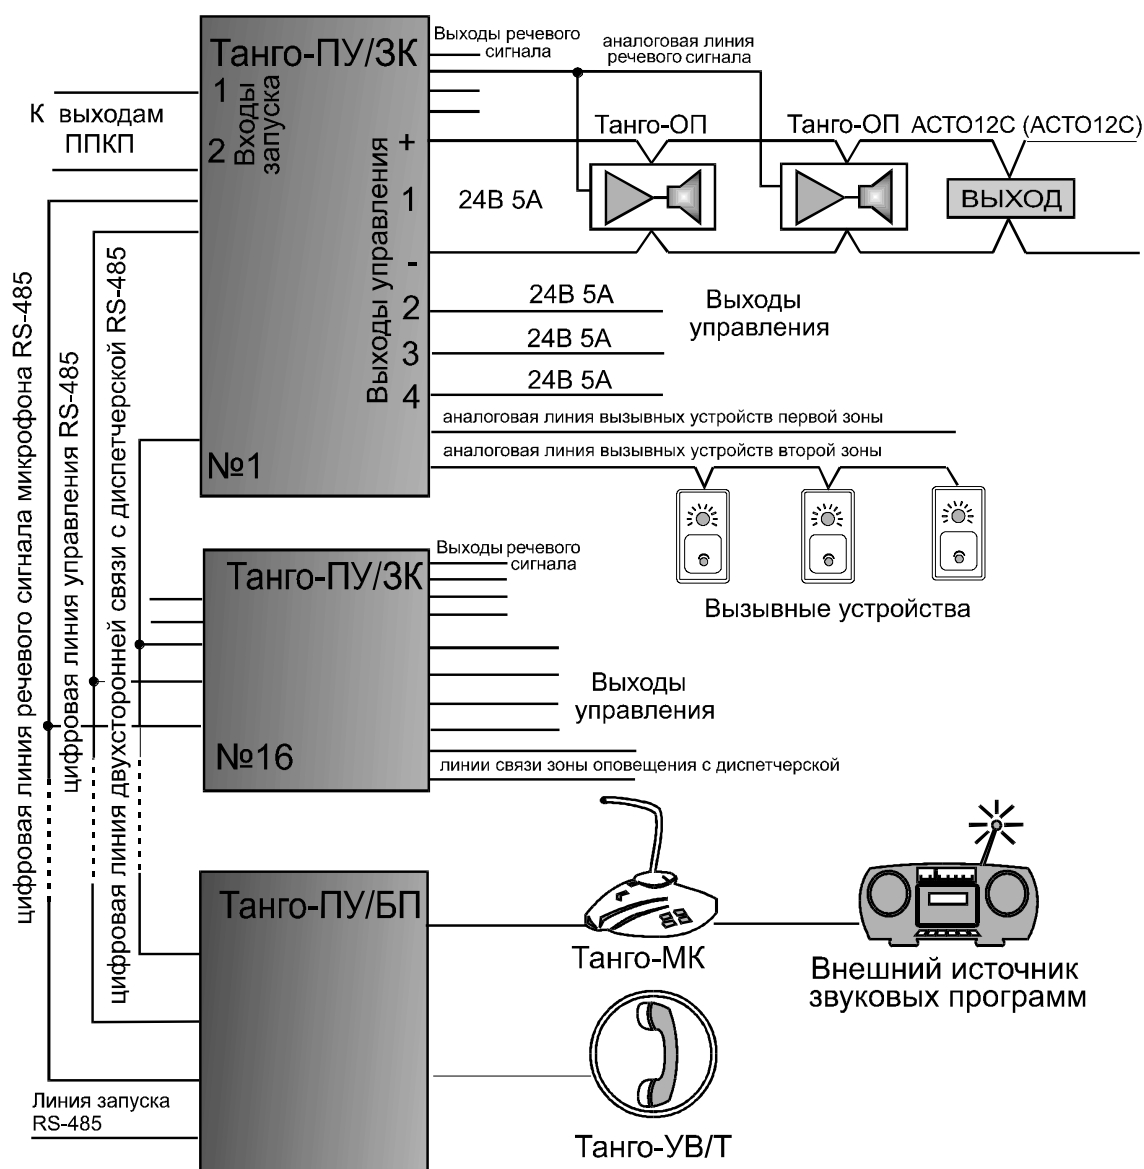 Танго-ПУ/ЗК
1
2
Входы
запуска
Выходы управления
+
1
-
2
3
4
№1
К выходам
ППКП
Выходы речевого
сигнала
аналоговая линия
речевого сигнала
Танго-ОП
Танго-ОП
АСТО12С (АСТО12С)
24В 5А
ВЫХОД
24В 5А
24В 5А
24В 5А
Выходы
управления
аналоговая линия вызывных устройств первой зоны
аналоговая линия вызывных устройств второй зоны
Вызывные устройства
цифровая линия речевого сигнала микрофона RS-485
цифровая линия управления RS-485
цифровая линия двухсторонней связи с диспетчерской RS-485
Танго-ПУ/ЗК
№16
Выходы речевого
сигнала
Выходы
управления
линии связи зоны оповещения с диспетчерской
Танго-ПУ/БП
Танго-МК
Внешний источник
звуковых программ
Линия запуска
RS-485
Танго-УВ/Т